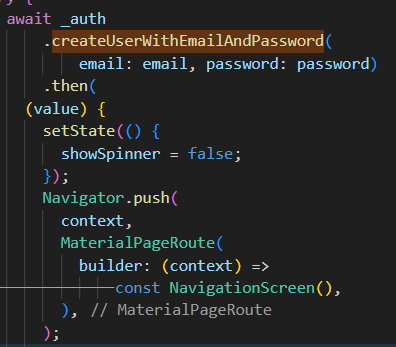 y {
await _auth
.createUserWithEmailAndPassword(
email: email, password: password)
.then(
(value) {
setState(() {
showSpinner = false;
});
Navigator.push(
context,
MaterialPageRoute(
builder: (context) =>
const NavigationScreen(),
), // MaterialPageRoute
);